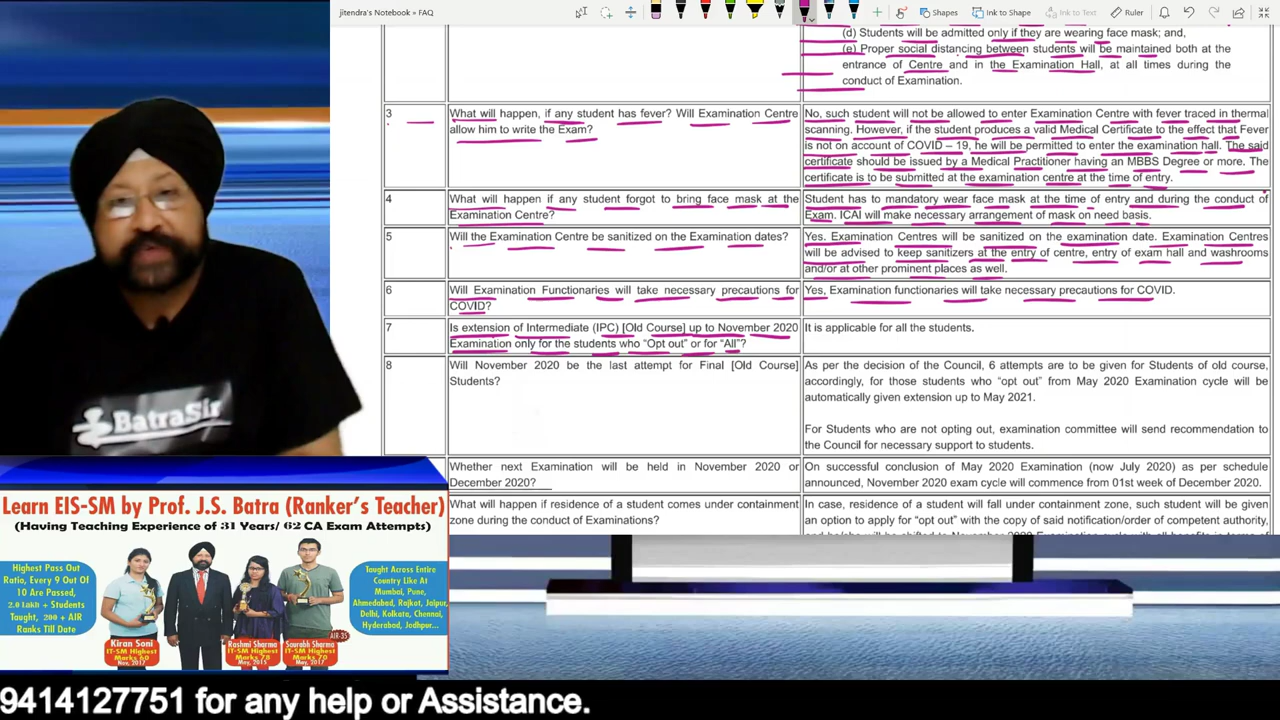 jitendra's Notebook » FAQ
Shapes
Ink to Shape
Ink to Text
Ruler
(d) Students will be admitted only if they are wearing face mask; and,
(e) Proper social distancing between students will be maintained both at the
entrance of Centre and in the Examination Hall, at all times during the
conduct of Examination.
3
What will happen, if any student has fever? Will Examination Centre
allow him to write the Exam?
No, such student will not be allowed to enter Examination Centre with fever traced in thermal
scanning. However, if the student produces a valid Medical Certificate to the effect that Fever
is not on account of COVID – 19, he will be permitted to enter the examination hall. The said
certificate should be issued by a Medical Practitioner having an MBBS Degree or more. The
certificate is to be submitted at the examination centre at the time of entry.
4
What will happen if any student forgot to bring face mask at the
Examination Centre?
Student has to mandatory wear face mask at the time of entry and during the conduct of
Exam. ICAI will make necessary arrangement of mask on need basis.
5
Will the Examination Centre be sanitized on the Examination dates?
Yes. Examination Centres will be sanitized on the examination date. Examination Centres
will be advised to keep sanitizers at the entry of centre, entry of exam hall and washrooms
and/or at other prominent places as well.
6
Will Examination Functionaries will take necessary precautions for
COVID?
Yes, Examination functionaries will take necessary precautions for COVID.
7
Is extension of Intermediate (IPC) [Old Course] up to November 2020
Examination only for the students who “Opt out” or for “All”?
It is applicable for all the students.
8
Will November 2020 be the last attempt for Final [Old Course]
Students?
As per the decision of the Council, 6 attempts are to be given for Students of old course,
accordingly, for those students who “opt out” from May 2020 Examination cycle will be
automatically given extension up to May 2021.
For Students who are not opting out, examination committee will send recommendation to
the Council for necessary support to students.
Whether next Examination will be held in November 2020 or
December 2020?
On successful conclusion of May 2020 Examination (now July 2020) as per schedule
announced, November 2020 exam cycle will commence from 01st week of December 2020.
What will happen if residence of a student comes under containment
zone during the conduct of Examinations?
In case, residence of a student will fall under containment zone, such student will be given
an option to apply for “opt out” with the copy of said notification/order of competent authority,
BatraSir
Learn EIS-SM by Prof. J.S. Batra (Ranker's Teacher)
(Having Teaching Experience of 31 Years/ 62 CA Exam Attempts)
Highest Pass Out
Ratio, Every 9 Out Of
10 Are Passed,
2.0 Lakh + Students
Taught, 200 + AIR
Ranks Till Date
Taught Across Entire
Country Like At
Mumbai, Pune,
Ahmedabad, Rajkot, Jaipur,
Delhi, Kolkata, Chennai,
Hyderabad, Jodhpur...
AIR-35
Kiran Soni
IT-SM Highest
Marks 60
Nov, 2017
Rashmi Sharma
IT-SM Highest
Marks 78
May, 2015
Saurabh Sharma
IT-SM Highest
Marks 70
May, 2017
9414127751 for any help or Assistance.